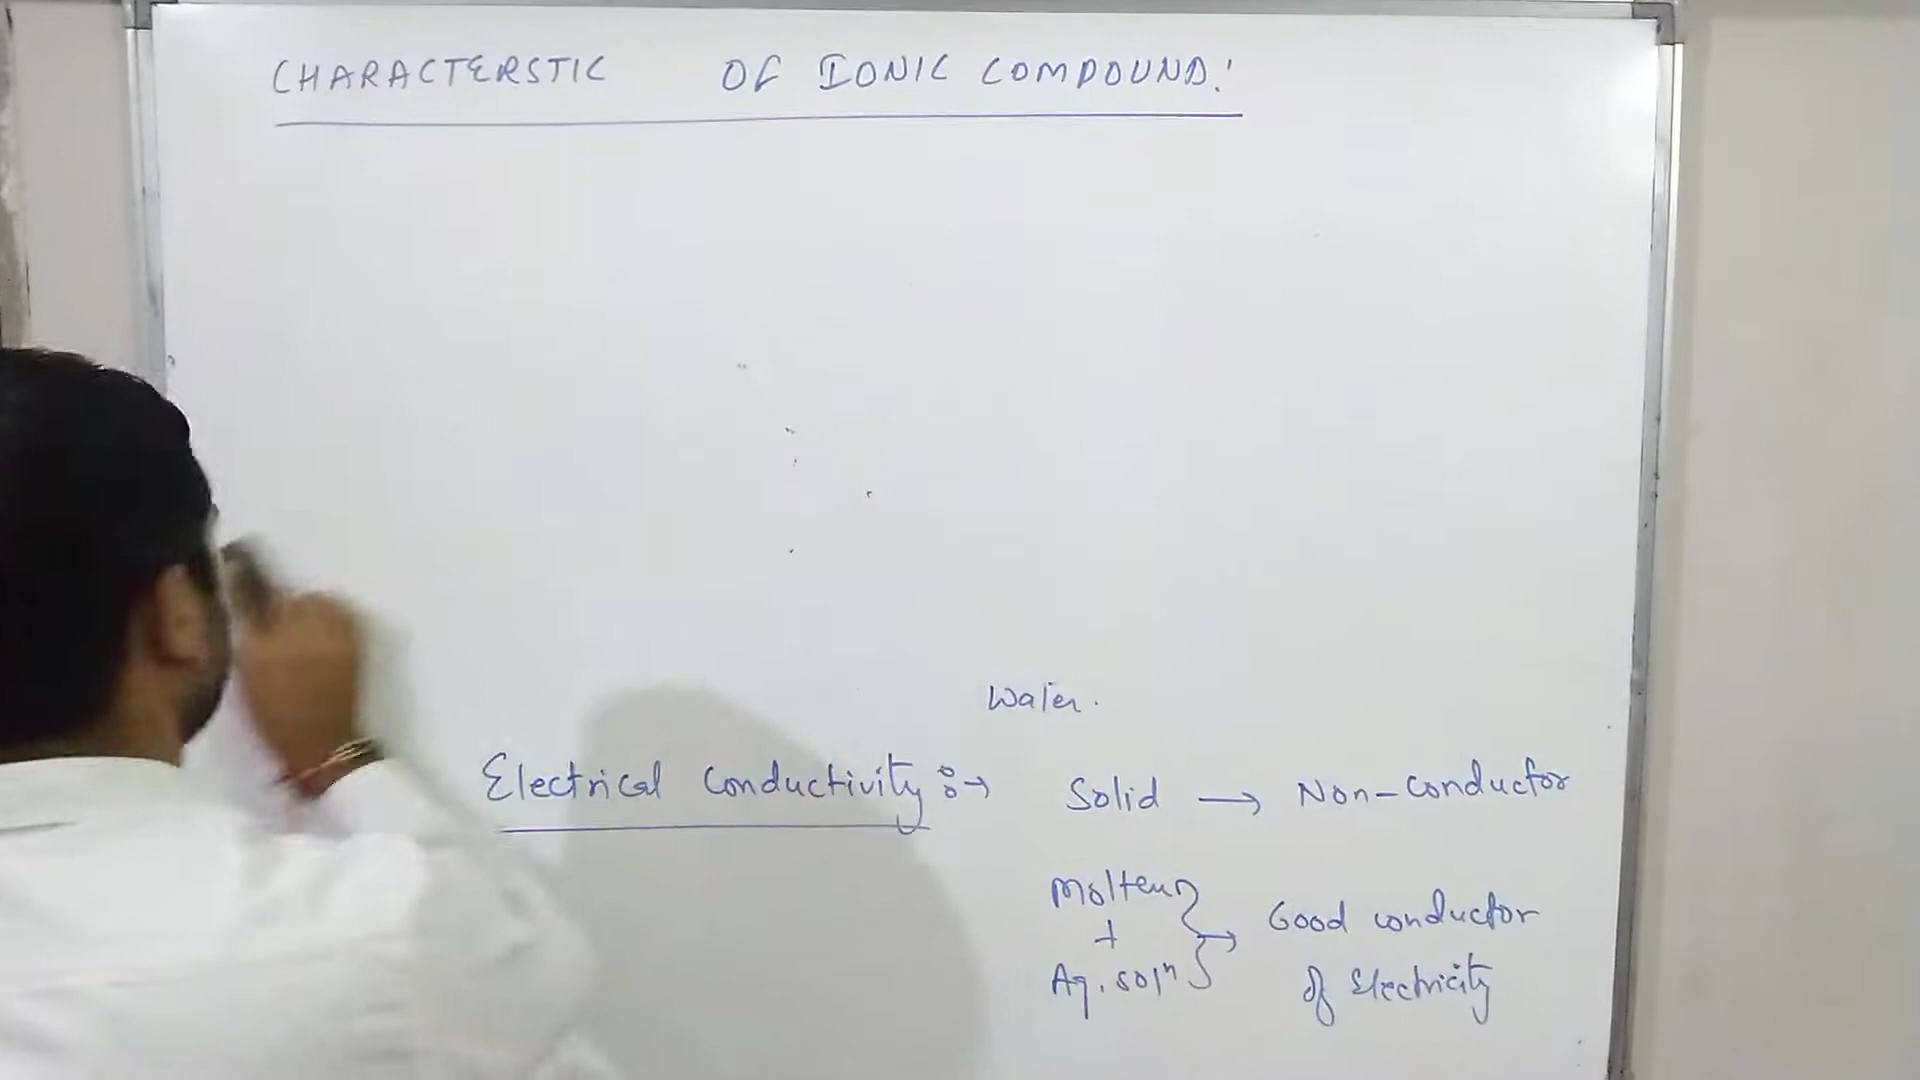 CHARACTERSTIC OF IONIC COMPOUND:
Water.
Electrical Conductivity :→ Solid → Non-Conductor
Molten
+
Aq. solⁿ } → Good conductor
of Electricity